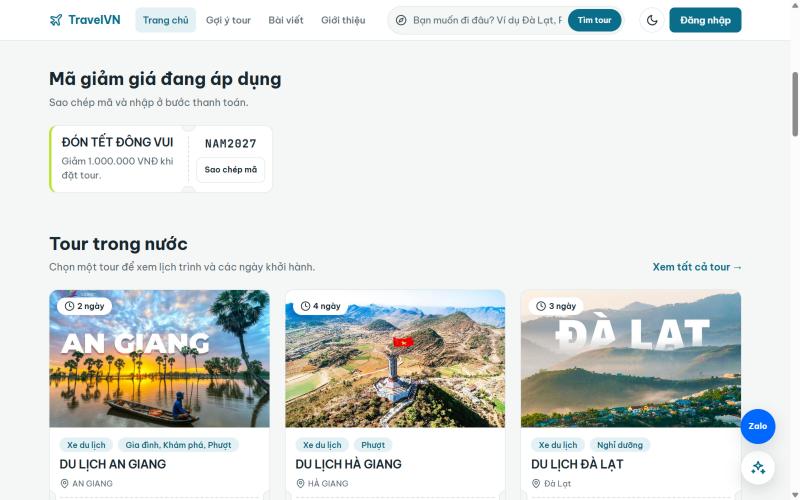 TravelVN
Trang chủ
Gợi ý tour
Bài viết
Giới thiệu
Bạn muốn đi đâu? Ví dụ Đà Lạt, F
Tìm tour
Đăng nhập
Mã giảm giá đang áp dụng
Sao chép mã và nhập ở bước thanh toán.
ĐÓN TẾT ĐÔNG VUI
Giảm 1.000.000 VNĐ khi
đặt tour.
NAM2027
Sao chép mã
Tour trong nước
Chọn một tour để xem lịch trình và các ngày khởi hành.
Xem tất cả tour →
2 ngày
AN GIANG
4 ngày
3 ngày
ĐÀ LẠT
Xe du lịch
Gia đình, Khám phá, Phượt
DU LỊCH AN GIANG
AN GIANG
Xe du lịch
Phượt
DU LỊCH HÀ GIANG
HÀ GIANG
Xe du lịch
Nghỉ dưỡng
DU LỊCH ĐÀ LẠT
Đà Lạt
Zalo